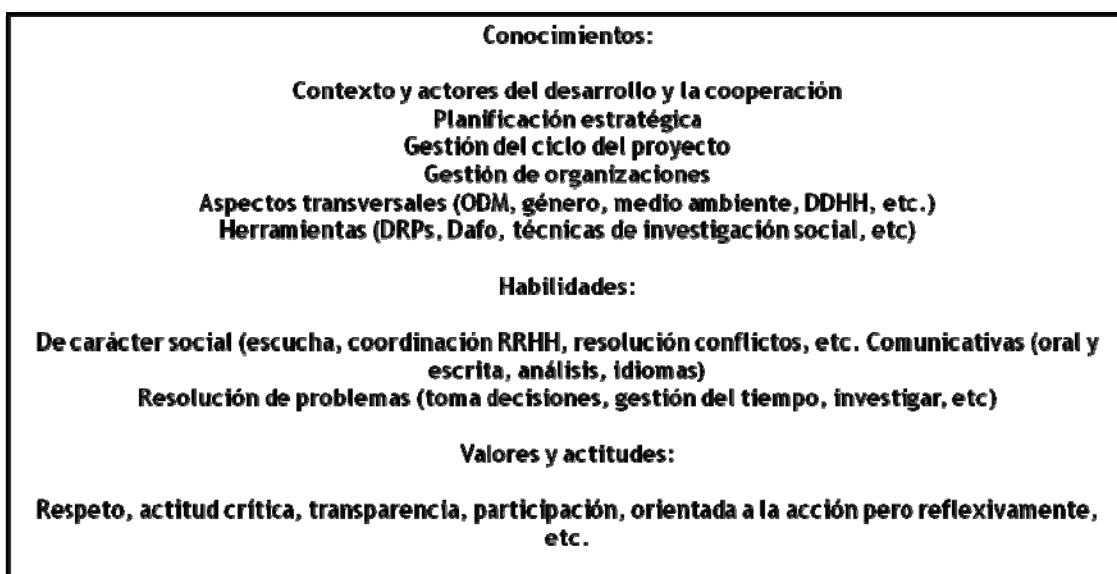 Conocimientos:
Contexto y actores del desarrollo y la cooperación
Planificación estratégica
Gestión del ciclo del proyecto
Gestión de organizaciones
Aspectos transversales (ODM, género, medio ambiente, DDHH, etc.)
Herramientas (DRPs, Dafo, técnicas de investigación social, etc)
Habilidades:
De carácter social (escucha, coordinación RRHH, resolución conflictos, etc. Comunicativas (oral y
escrita, análisis, idiomas)
Resolución de problemas (toma decisiones, gestión del tiempo, investigar, etc)
Valores y actitudes:
Respeto, actitud crítica, transparencia, participación, orientada a la acción pero reflexivamente,
etc.